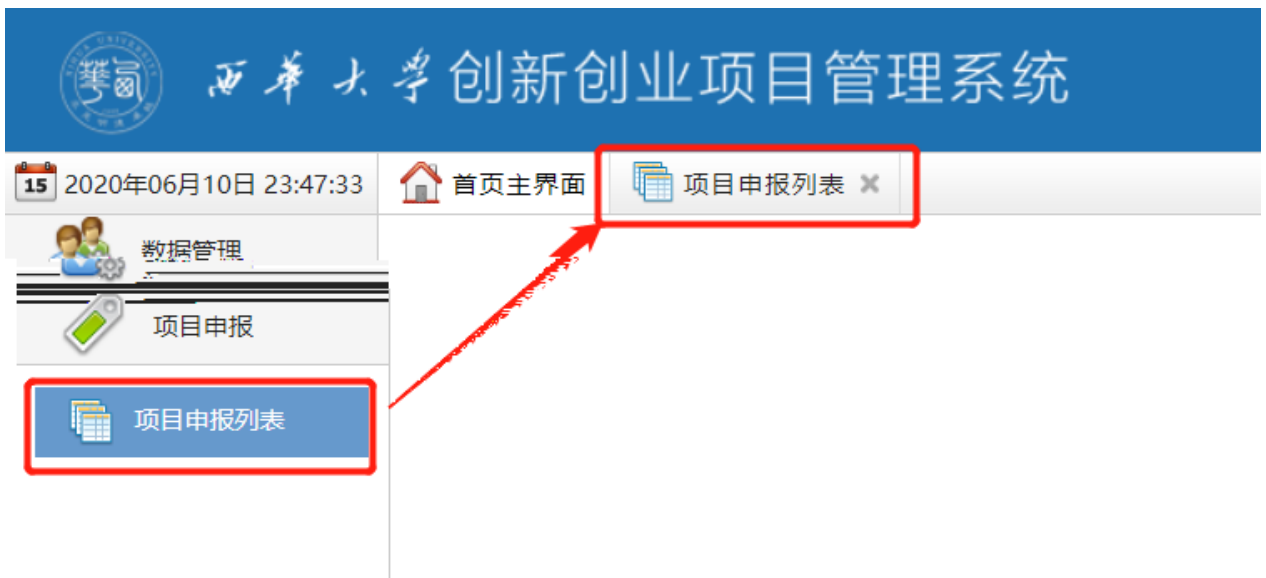 西华大学创新创业项目管理系统
15 2020年06月10日 23:47:33 首页主界面 项目申报列表
数据管理
项目申报
项目申报列表